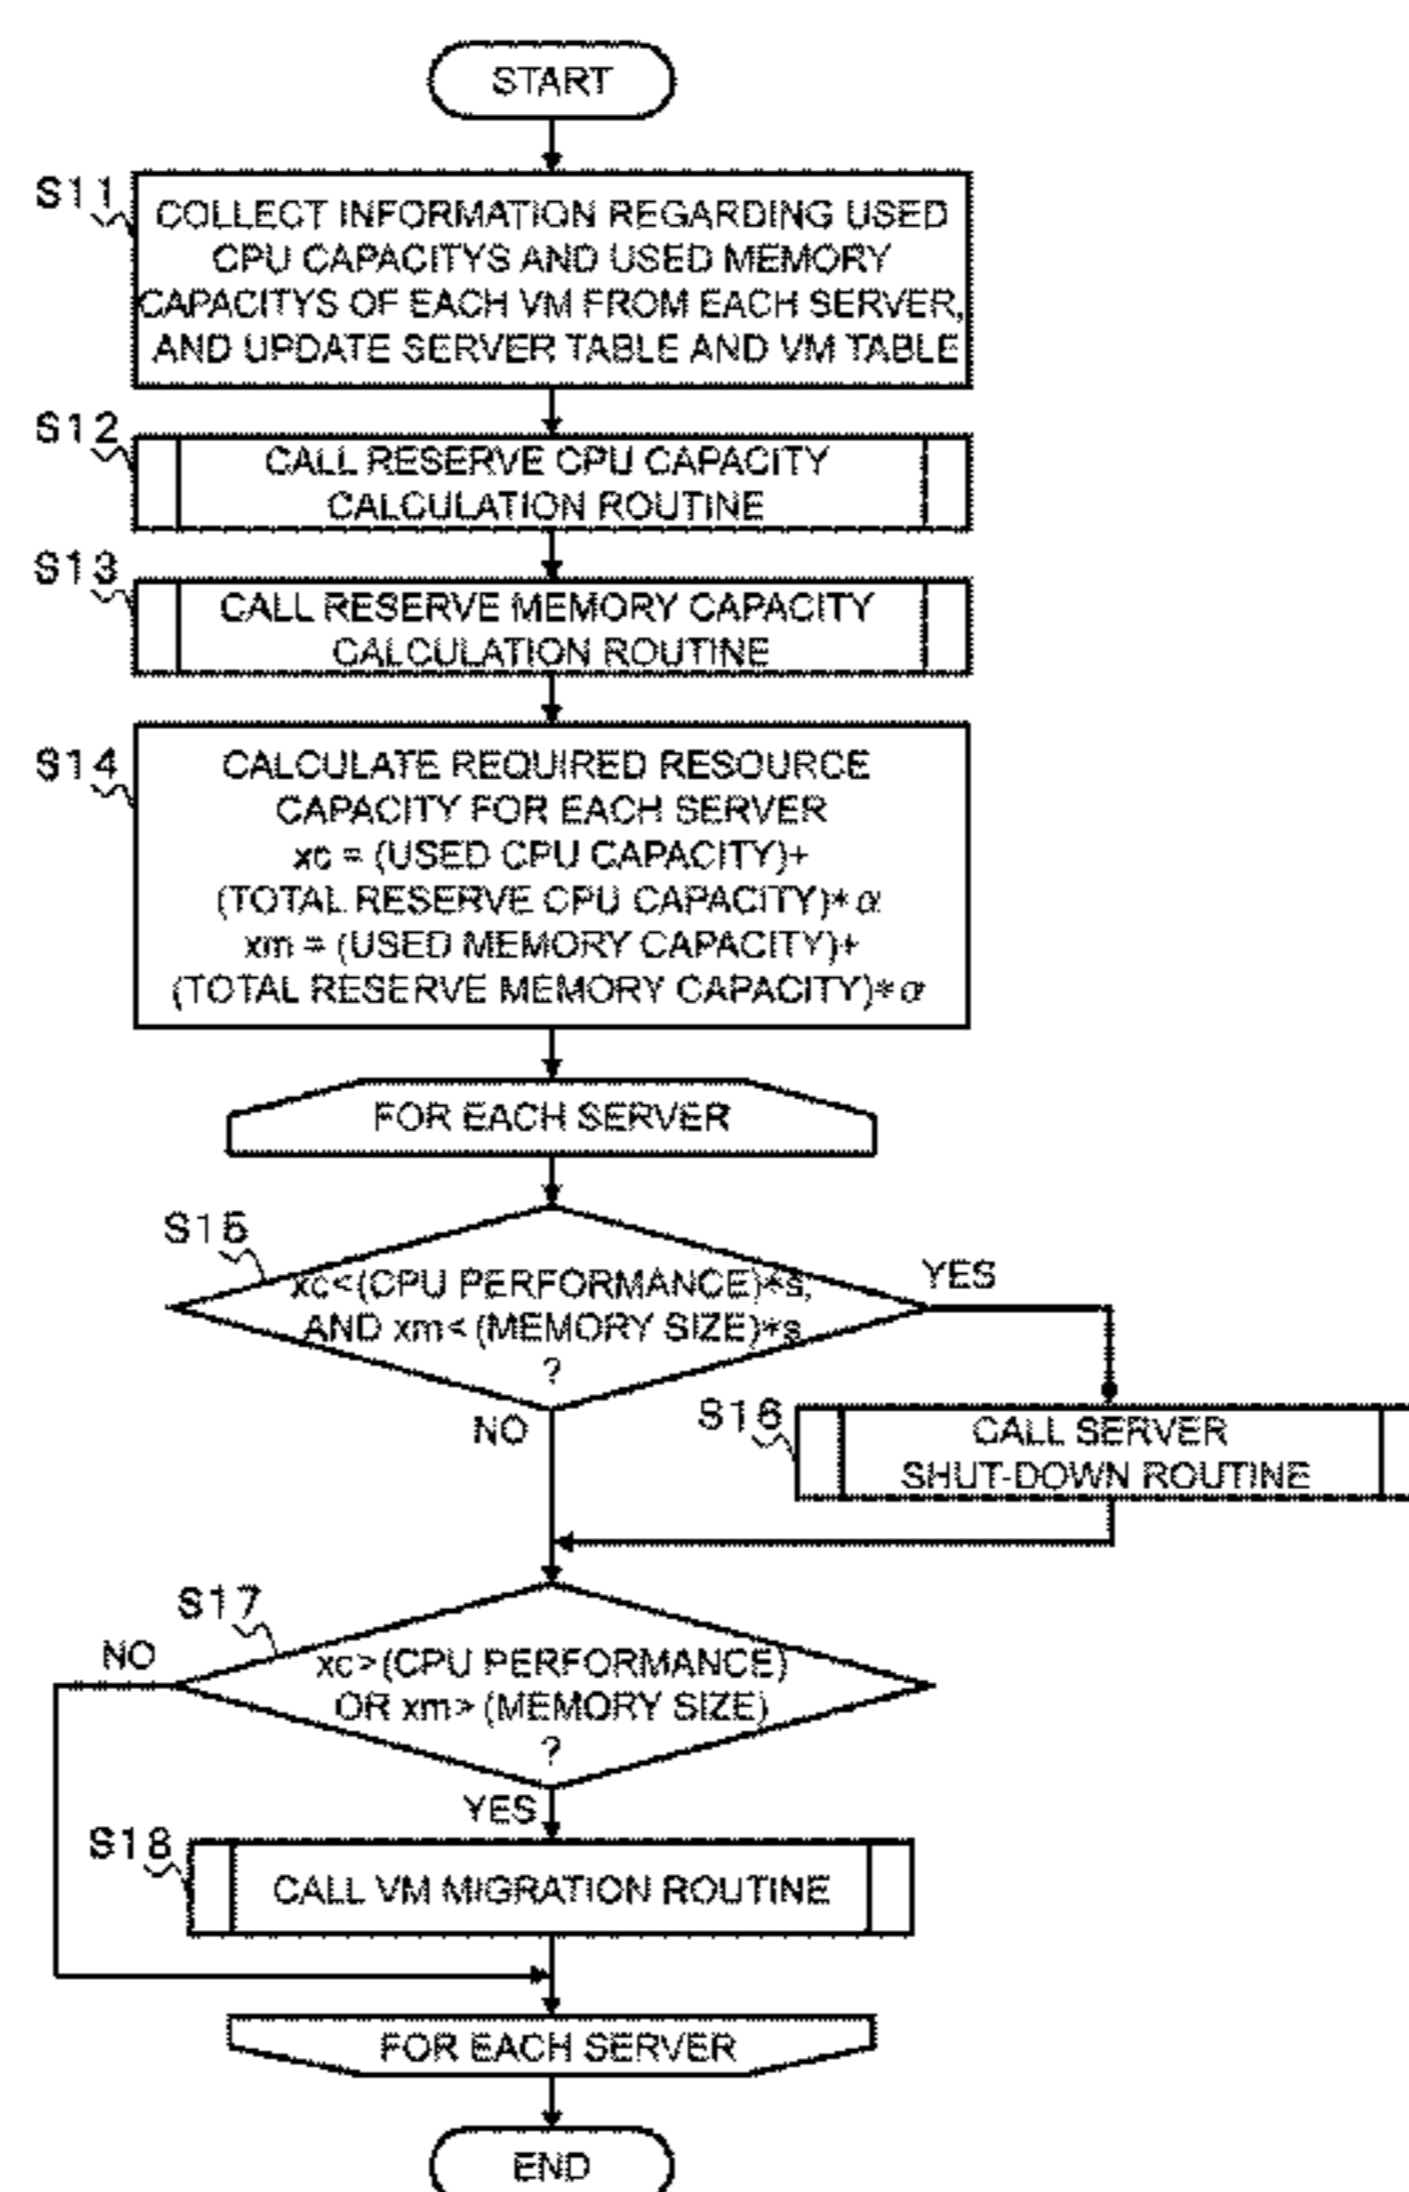 START
S11
COLLECT INFORMATION REGARDING USED
CPU CAPACITYS AND USED MEMORY
CAPACITYS OF EACH VM FROM EACH SERVER,
AND UPDATE SERVER TABLE AND VM TABLE
S12
CALL RESERVE CPU CAPACITY
CALCULATION ROUTINE
S13
CALL RESERVE MEMORY CAPACITY
CALCULATION ROUTINE
S14
CALCULATE REQUIRED RESOURCE
CAPACITY FOR EACH SERVER
xc = (USED CPU CAPACITY)+
(TOTAL RESERVE CPU CAPACITY)*α
xm = (USED MEMORY CAPACITY)+
(TOTAL RESERVE MEMORY CAPACITY)*α
FOR EACH SERVER
S15
xc<(CPU PERFORMANCE)*s,
AND xm<(MEMORY SIZE)*s
?
YES
NO
S16
CALL SERVER
SHUT-DOWN ROUTINE
S17
NO
xc>(CPU PERFORMANCE)
OR xm>(MEMORY SIZE)
?
YES
S18
CALL VM MIGRATION ROUTINE
FOR EACH SERVER
END